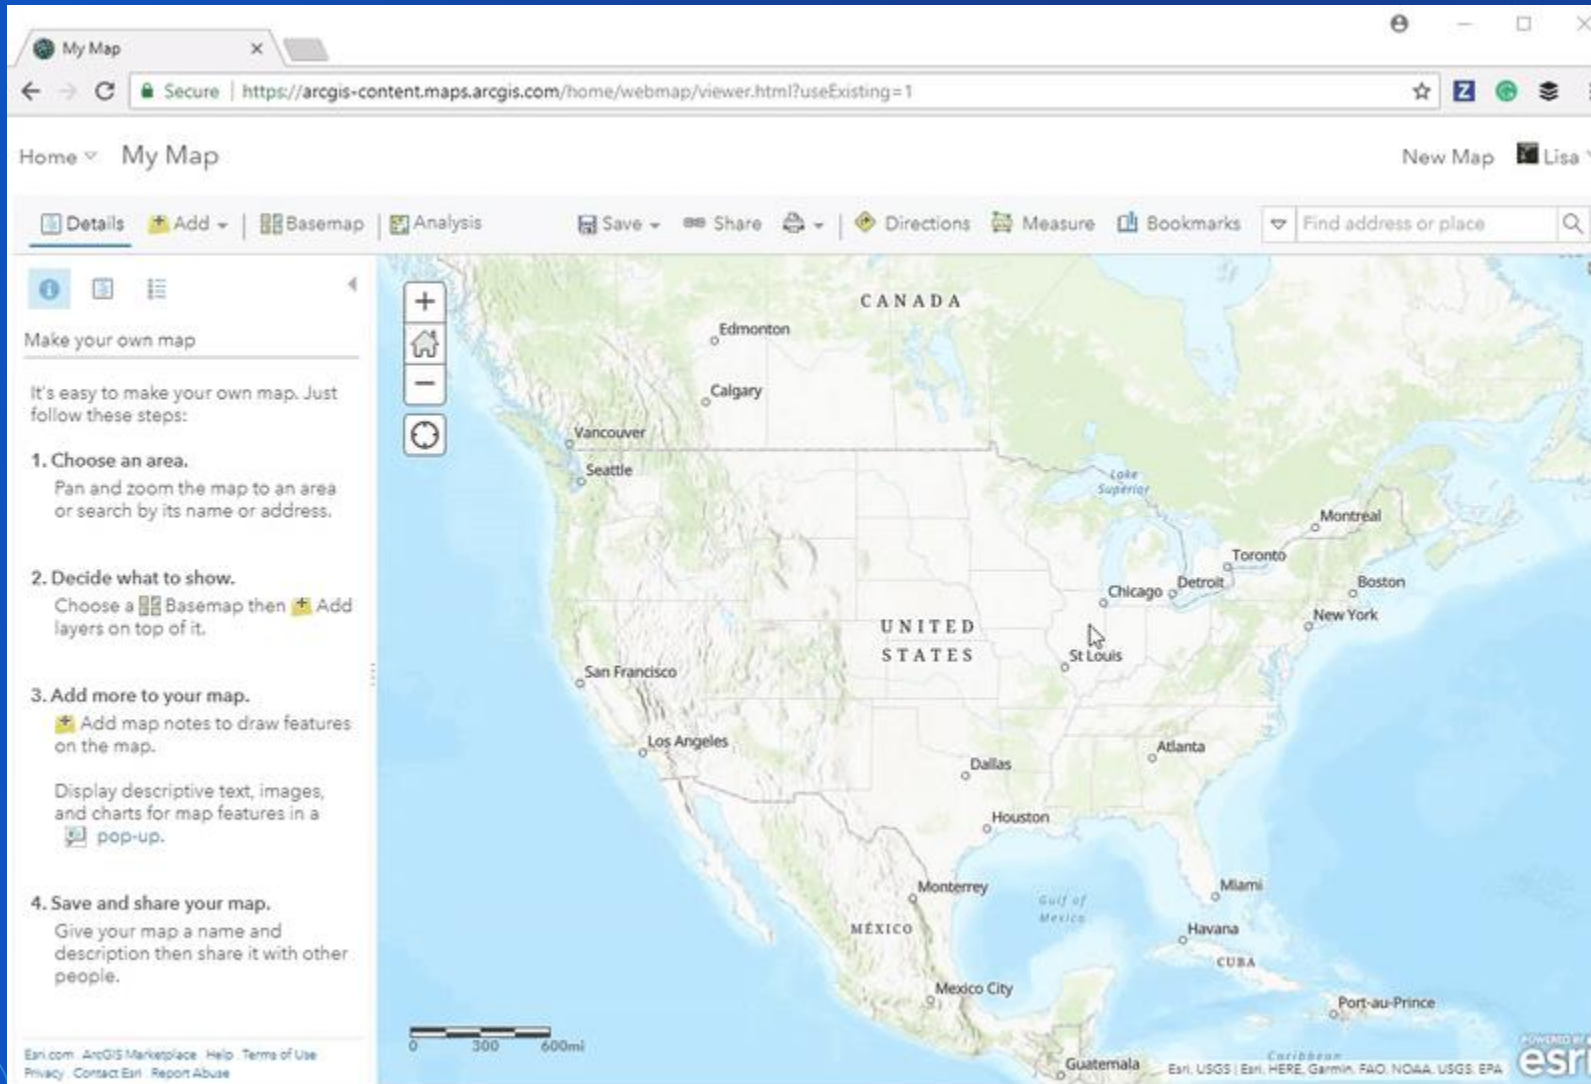 My Map
Secure | https://arcgis-content.maps.arcgis.com/home/webmap/viewer.html?useExisting=1
Home My Map
New Map Lisa
Details Add Basemap Analysis Save Share Directions Measure Bookmarks Find address or place
Make your own map
It's easy to make your own map. Just
follow these steps:
1. Choose an area.
Pan and zoom the map to an area
or search by its name or address.
2. Decide what to show.
Choose a Basemap then Add
layers on top of it.
3. Add more to your map.
Add map notes to draw features
on the map.
Display descriptive text, images,
and charts for map features in a
pop-up.
4. Save and share your map.
Give your map a name and
description then share it with other
people.
Esri.com ArcGIS Marketplace Help Terms of Use
Privacy Contact Esri Report Abuse
CANADA
Edmonton
Calgary
Vancouver
Seattle
Lake
Superior
Montreal
Toronto
Detroit
Chicago
Boston
New York
UNITED
STATES
St Louis
San Francisco
Los Angeles
Atlanta
Dallas
Houston
Monterrey
Miami
Gulf of
Mexico
MÉXICO
Havana
CUBA
Mexico City
Port-au-Prince
0 300 600mi
Guatemala
Caribbean
Esri, USGS | Esri, HERE, Garmin, FAO, NOAA, USGS, EPA
POWERED BY
esri